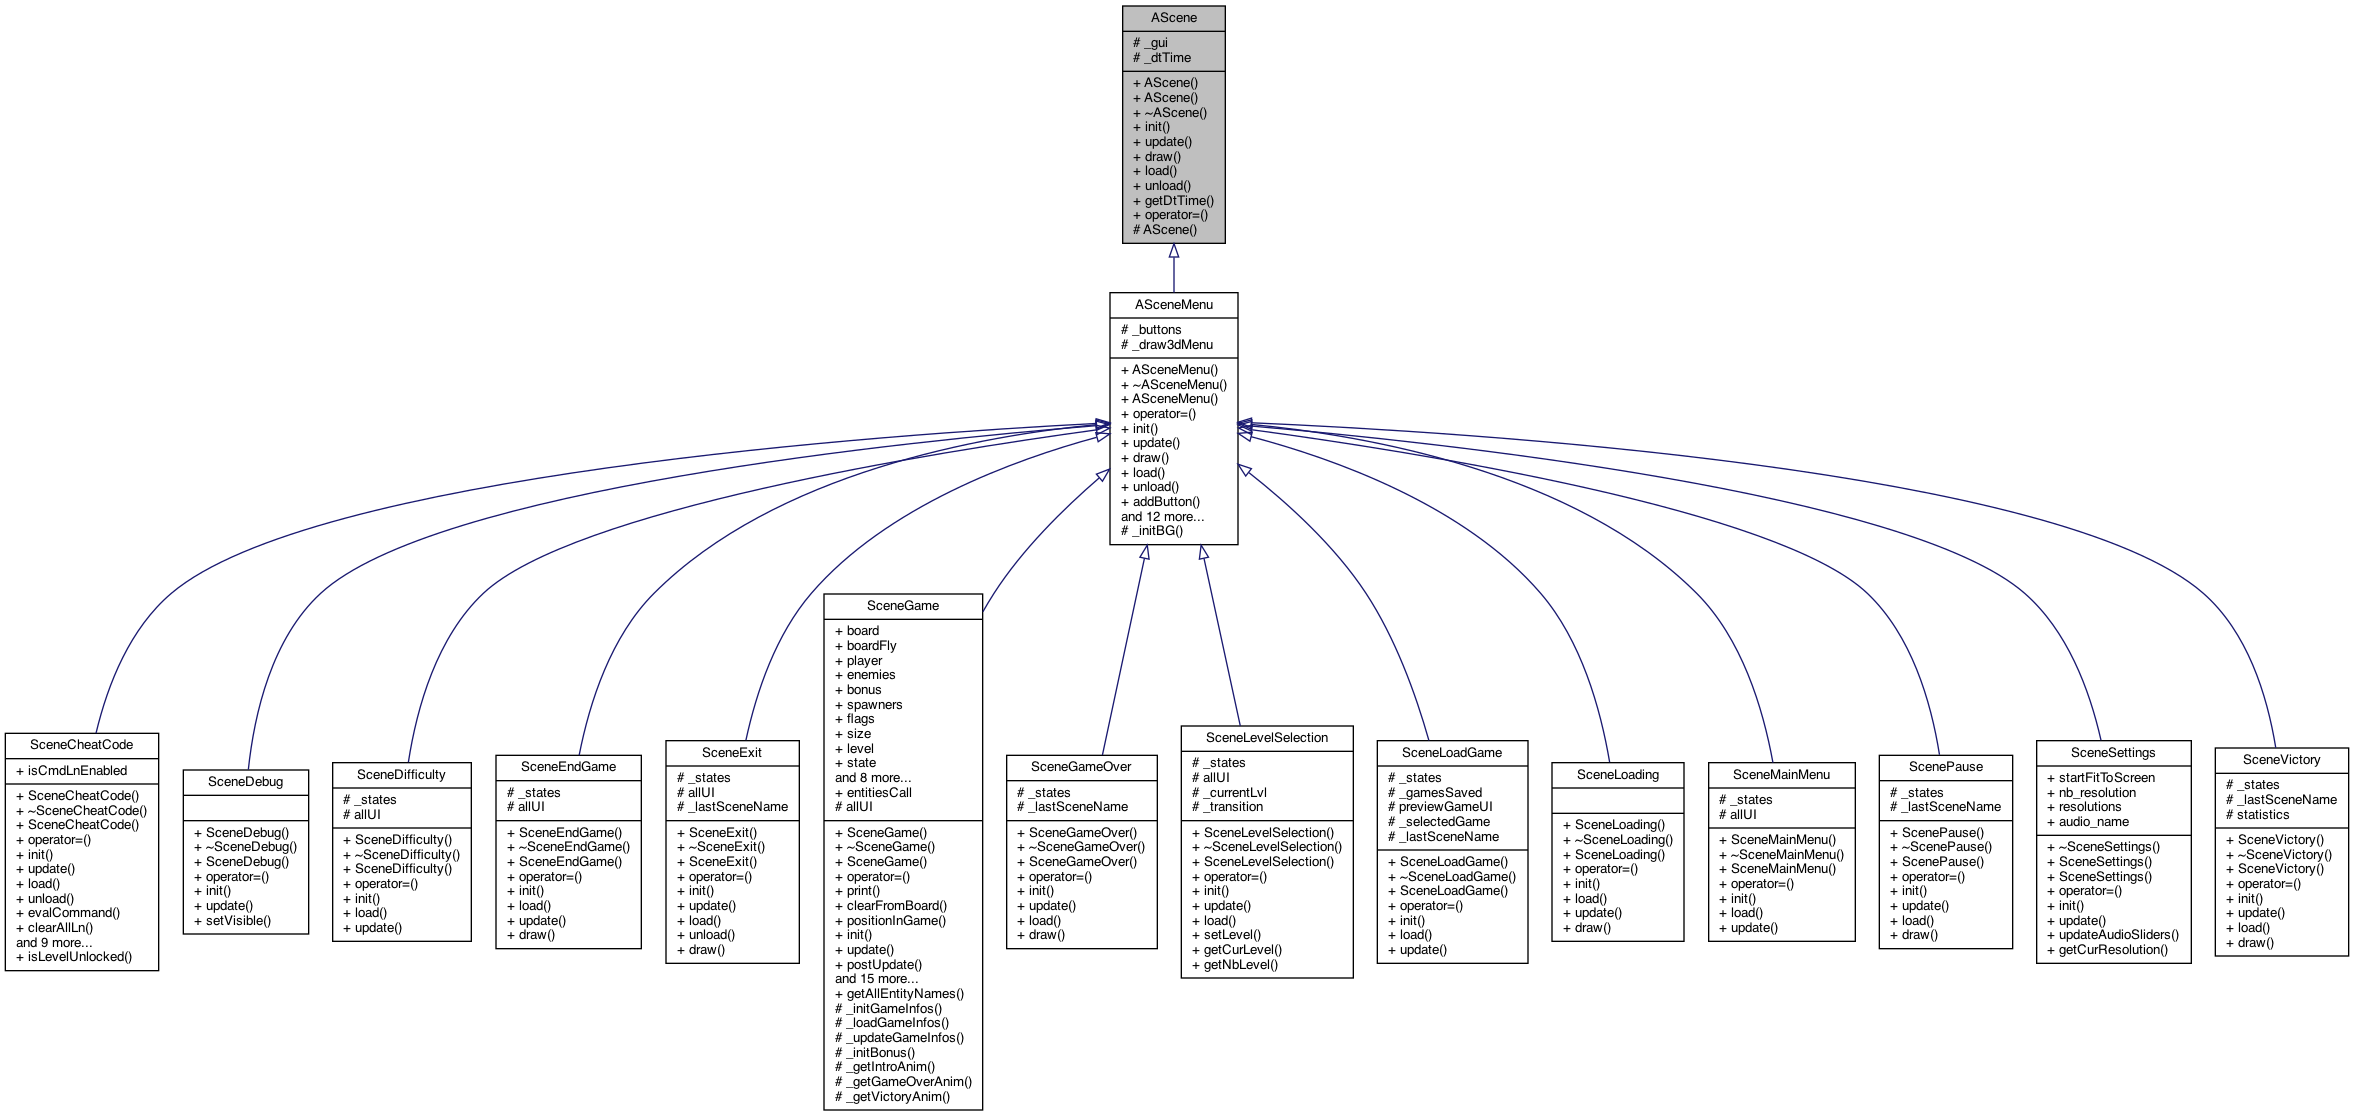 AScene
# _gui
# _dtTime
+ AScene()
+ AScene()
+ ~AScene()
+ init()
+ update()
+ draw()
+ load()
+ unload()
+ getDtTime()
+ operator=()
# AScene()
ASceneMenu
# _buttons
# _draw3dMenu
+ ASceneMenu()
+ ~ASceneMenu()
+ ASceneMenu()
+ operator=()
+ init()
+ update()
+ draw()
+ load()
+ unload()
+ addButton()
and 12 more...
# _initBG()
SceneCheatCode
+ isCmdLnEnabled
+ SceneCheatCode()
+ ~SceneCheatCode()
+ SceneCheatCode()
+ operator=()
+ init()
+ update()
+ load()
+ unload()
+ evalCommand()
+ clearAllLn()
and 9 more...
+ isLevelUnlocked()
SceneDebug
+ SceneDebug()
+ ~SceneDebug()
+ SceneDebug()
+ operator=()
+ init()
+ update()
+ setVisible()
SceneDifficulty
# _states
# allUI
+ SceneDifficulty()
+ ~SceneDifficulty()
+ SceneDifficulty()
+ operator=()
+ init()
+ load()
+ update()
SceneEndGame
# _states
# allUI
+ SceneEndGame()
+ ~SceneEndGame()
+ SceneEndGame()
+ operator=()
+ init()
+ load()
+ update()
+ draw()
SceneExit
# _states
# allUI
# _lastSceneName
+ SceneExit()
+ ~SceneExit()
+ SceneExit()
+ operator=()
+ init()
+ update()
+ load()
+ unload()
+ draw()
SceneGame
+ board
+ boardFly
+ player
+ enemies
+ bonus
+ spawners
+ flags
+ size
+ level
+ state
and 8 more...
+ entitiesCall
# allUI
+ SceneGame()
+ ~SceneGame()
+ SceneGame()
+ operator=()
+ print()
+ clearFromBoard()
+ positionInGame()
+ init()
+ update()
+ postUpdate()
and 15 more...
+ getAllEntityNames()
# _initGameInfos()
# _loadGameInfos()
# _updateGameInfos()
# _initBonus()
# _getIntroAnim()
# _getGameOverAnim()
# _getVictoryAnim()
SceneGameOver
# _states
# _lastSceneName
+ SceneGameOver()
+ ~SceneGameOver()
+ SceneGameOver()
+ operator=()
+ init()
+ update()
+ load()
+ draw()
SceneLevelSelection
# _states
# allUI
# _currentLvl
# _transition
+ SceneLevelSelection()
+ ~SceneLevelSelection()
+ SceneLevelSelection()
+ operator=()
+ init()
+ update()
+ load()
+ setLevel()
+ getCurLevel()
+ getNbLevel()
SceneLoadGame
# _states
# _gamesSaved
# previewGameUI
# _selectedGame
# _lastSceneName
+ SceneLoadGame()
+ ~SceneLoadGame()
+ SceneLoadGame()
+ operator=()
+ init()
+ load()
+ update()
SceneLoading
+ SceneLoading()
+ ~SceneLoading()
+ SceneLoading()
+ operator=()
+ init()
+ load()
+ update()
+ draw()
SceneMainMenu
# _states
# allUI
+ SceneMainMenu()
+ ~SceneMainMenu()
+ SceneMainMenu()
+ operator=()
+ init()
+ load()
+ update()
ScenePause
# _states
# _lastSceneName
+ ScenePause()
+ ~ScenePause()
+ ScenePause()
+ operator=()
+ init()
+ update()
+ load()
+ draw()
SceneSettings
+ startFitToScreen
+ nb_resolution
+ resolutions
+ audio_name
+ ~SceneSettings()
+ SceneSettings()
+ SceneSettings()
+ operator=()
+ init()
+ update()
+ updateAudioSliders()
+ getCurResolution()
SceneVictory
# _states
# _lastSceneName
# statistics
+ SceneVictory()
+ ~SceneVictory()
+ SceneVictory()
+ operator=()
+ init()
+ update()
+ load()
+ draw()